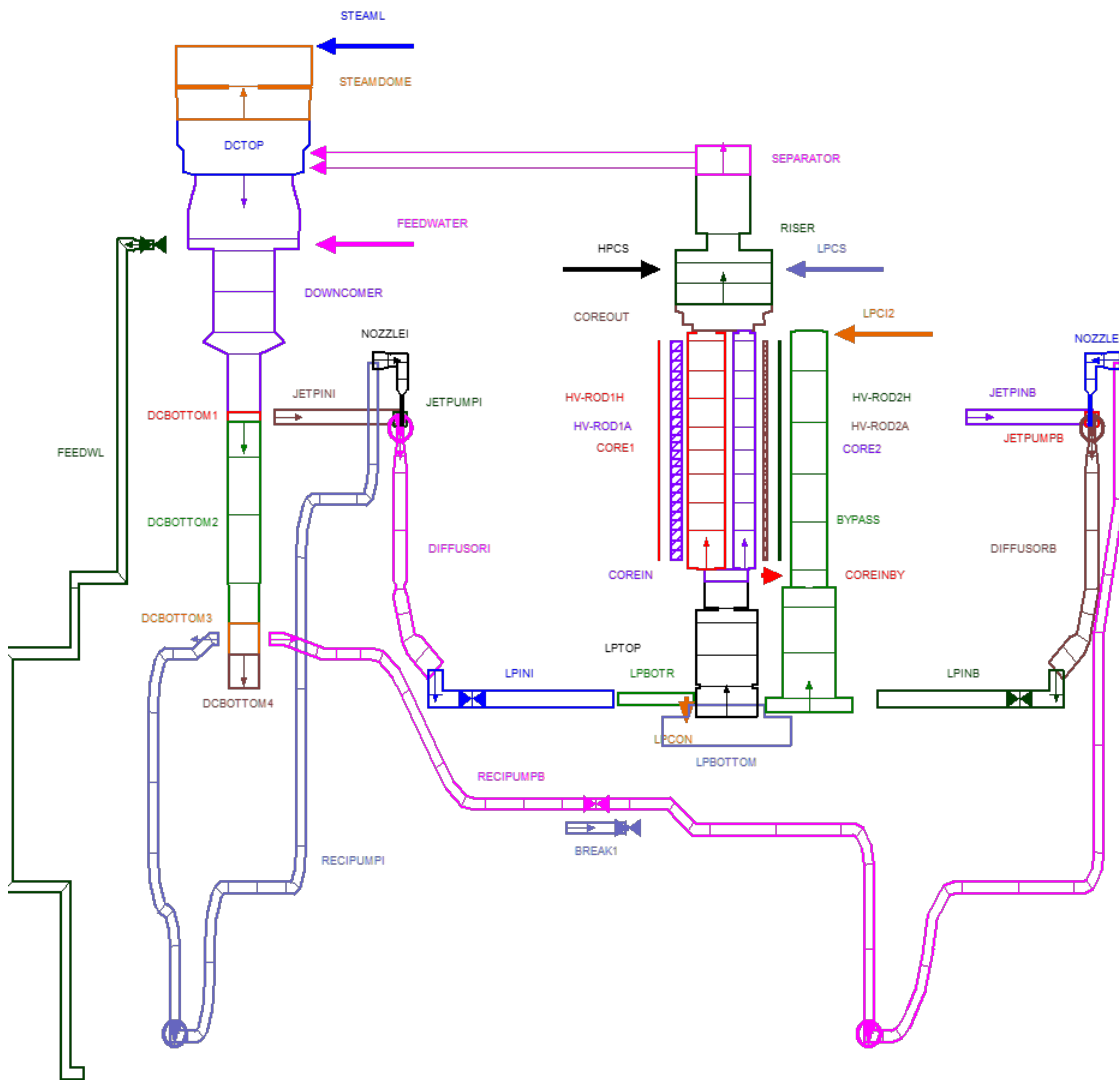 STEAML
STEAMDOME
DCTOP
SEPARATOR
FEEDWATER
RISER
HPCS
LPCS
DOWNCOMER
COREOUT
LPCI2
NOZZLEI
NOZZLE
JETPINI
JETPUMPI
HV-ROD1H
HV-ROD2H
JETPINB
DCBOTTOM1
HV-ROD1A
HV-ROD2A
JETPUMPB
FEEDWL
CORE1
CORE2
DCBOTTOM2
BYPASS
DIFFUSORI
DIFFUSORB
COREIN
COREINBY
DCBOTTOM3
LPTOP
LPINI
LPBOTR
LPINB
DCBOTTOM4
LPCON
LPBOTTOM
RECIPUMPB
BREAK1
RECIPUMPI